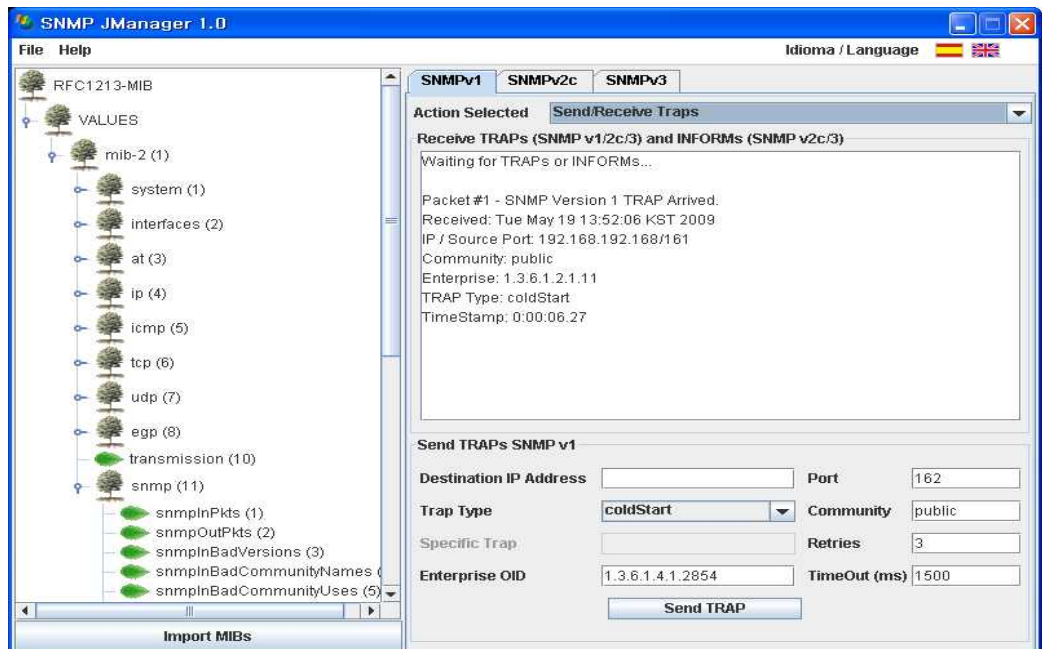 SNMP JManager 1.0
File Help
Idioma / Language
RFC1213-MIB
VALUES
mib-2 (1)
system (1)
interfaces (2)
at (3)
ip (4)
icmp (5)
tcp (6)
udp (7)
egp (8)
transmission (10)
snmp (11)
snmpInPkts (1)
snmpOutPkts (2)
snmpInBadVersions (3)
snmpInBadCommunityNames (
snmpInBadCommunityUses (5)
Import MIBs
SNMPv1 SNMPv2c SNMPv3
Action Selected Send/Receive Traps
Receive TRAPs (SNMP v1/2c/3) and INFORMs (SNMP v2c/3)
Waiting for TRAPs or INFORMs...
Packet #1 - SNMP Version 1 TRAP Arrived.
Received: Tue May 19 13:52:06 KST 2009
IP / Source Port: 192.168.192.168/161
Community: public
Enterprise: 1.3.6.1.2.1.11
TRAP Type: coldStart
TimeStamp: 0:00:06.27
Send TRAPs SNMP v1
Destination IP Address Port 162
Trap Type coldStart Community public
Specific Trap Retries 3
Enterprise OID 1.3.6.1.4.1.2854 TimeOut (ms) 1500
Send TRAP